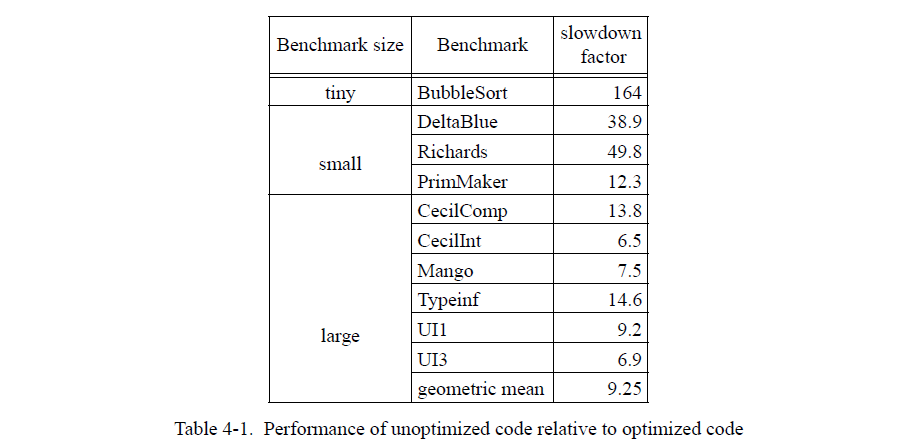 Benchmark size Benchmark slowdown factor
tiny BubbleSort 164
small DeltaBlue 38.9
Richards 49.8
PrimMaker 12.3
large CecilComp 13.8
CecilInt 6.5
Mango 7.5
Typeinf 14.6
UI1 9.2
UI3 6.9
geometric mean 9.25
Table 4-1. Performance of unoptimized code relative to optimized code